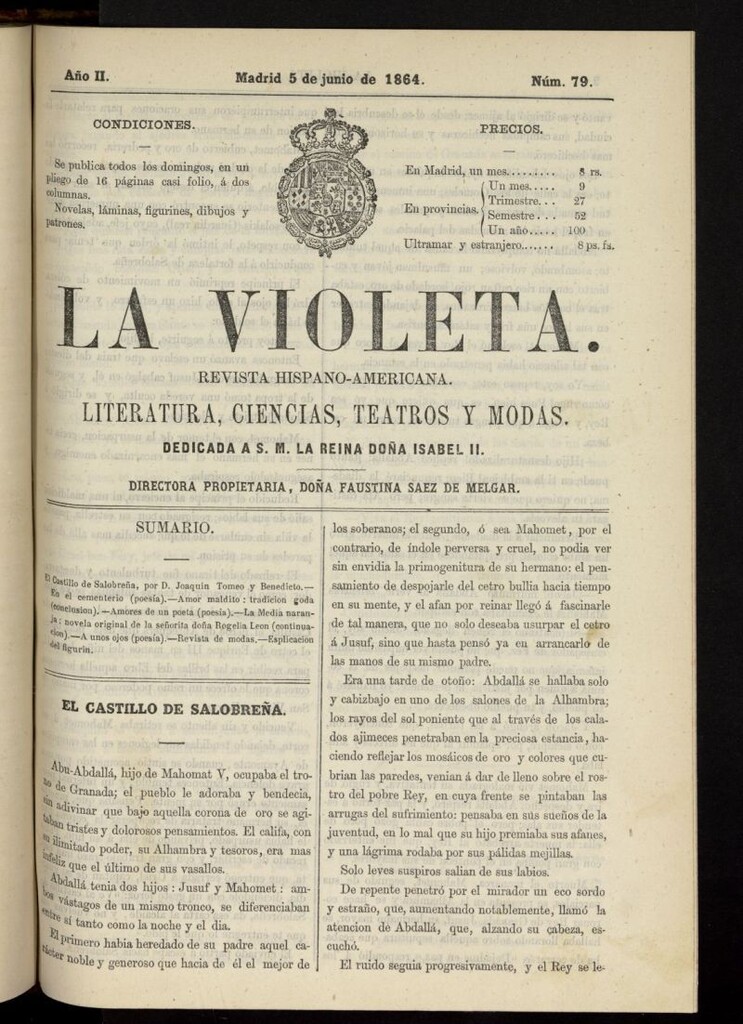 Año II.
Madrid 5 de junio de 1864.
Núm. 79.
CONDICIONES.
Se publica todos los domingos, en un
pliego de 16 páginas casi folio, á dos
columnas.
Novelas, láminas, figurines, dibujos y
patrones.
PRECIOS.
En Madrid, un mes......... 8 rs.
En provincias.
Un mes..... 9
Trimestre... 27
Semestre... 52
Un año..... 100
Ultramar y estranjero...... 8 ps. fs.
LA VIOLETA.
REVISTA HISPANO-AMERICANA.
LITERATURA, CIENCIAS, TEATROS Y MODAS.
DEDICADA A S. M. LA REINA DOÑA ISABEL II.
DIRECTORA PROPIETARIA, DOÑA FAUSTINA SAEZ DE MELGAR.
SUMARIO.
El Castillo de Salobreña, por D. Joaquin Tomeo y Benedicto.—
En el cementerio (poesía).—Amor maldito: tradicion goda
(conclusion).—Amores de un poeta (poesía).—La Media naran-
ja: novela original de la señorita doña Rogelia Leon (continua-
cion).—A unos ojos (poesía).—Revista de modas.—Esplicacion
del figurin.
EL CASTILLO DE SALOBREÑA.
Abu-Abdallá, hijo de Mahomat V, ocupaba el tro-
no de Granada; el pueblo le adoraba y bendecia,
sin adivinar que bajo aquella corona de oro se agi-
taban tristes y dolorosos pensamientos. El califa, con
su ilimitado poder, su Alhambra y tesoros, era mas
infeliz que el último de sus vasallos.
Abdallá tenia dos hijos: Jusuf y Mahomet: am-
bos vástagos de un mismo tronco, se diferenciaban
entre sí tanto como la noche y el dia.
El primero habia heredado de su padre aquel ca-
rácter noble y generoso que hacia de él el mejor de
los soberanos; el segundo, ó sea Mahomet, por el
contrario, de índole perversa y cruel, no podia ver
sin envidia la primogenitura de su hermano: el pen-
samiento de despojarle del cetro bullia hacia tiempo
en su mente, y el afan por reinar llegó á fascinarle
de tal manera, que no solo deseaba usurpar el cetro
á Jusuf, sino que hasta pensó ya en arrancarlo de
las manos de su mismo padre.
Era una tarde de otoño: Abdallá se hallaba solo
y cabizbajo en uno de los salones de la Alhambra;
los rayos del sol poniente que al través de los cala-
dos ajimeces penetraban en la preciosa estancia, ha-
ciendo reflejar los mosáicos de oro y colores que cu-
brian las paredes, venian á dar de lleno sobre el ros-
tro del pobre Rey, en cuya frente se pintaban las
arrugas del sufrimiento: pensaba en sus sueños de la
juventud, en lo mal que su hijo premiaba sus afanes,
y una lágrima rodaba por sus pálidas mejillas.
Solo leves suspiros salian de sus labios.
De repente penetró por el mirador un eco sordo
y estraño, que, aumentando notablemente, llamó la
atencion de Abdallá, que, alzando su cabeza, es-
cuchó.
El ruido seguia progresivamente, y el Rey se le-